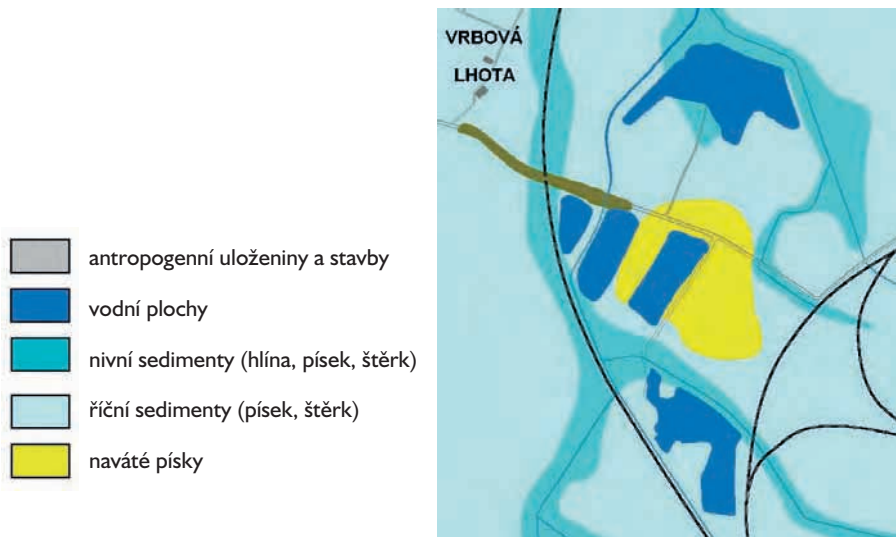 VRBOVÁ
LHOTA
antropogenní uloženiny a stavby
vodní plochy
nivní sedimenty (hlína, písek, štěrk)
říční sedimenty (písek, štěrk)
naváté písky